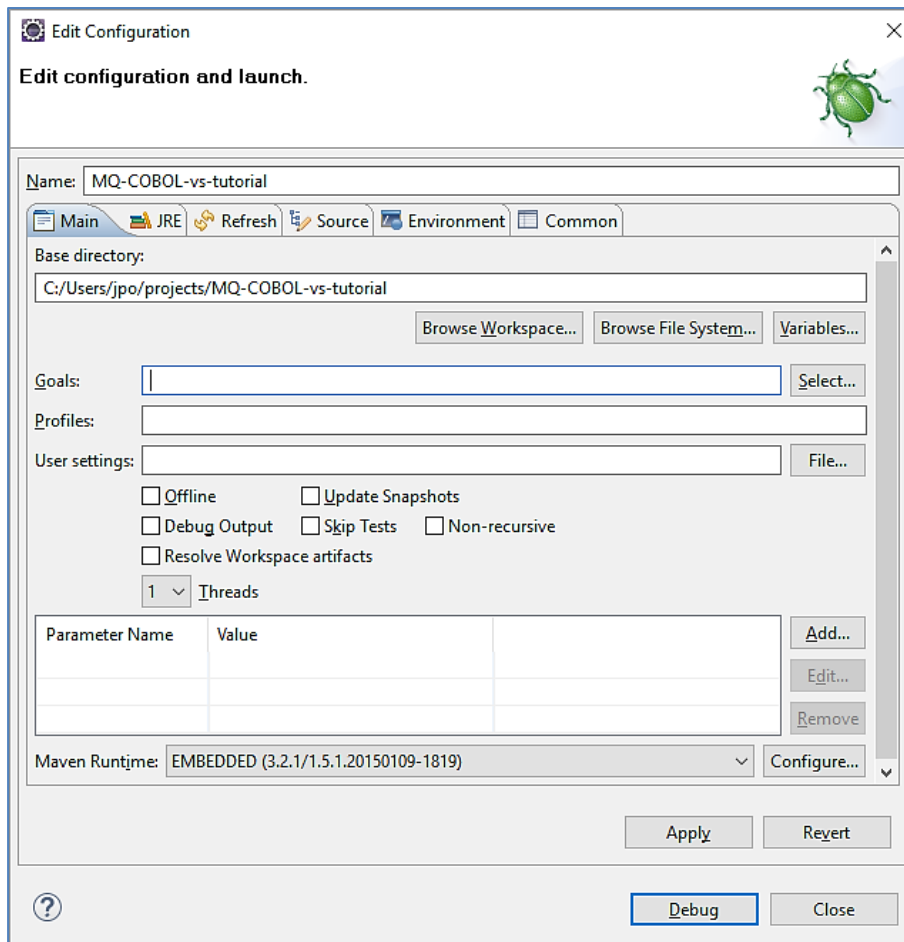 Edit Configuration
Edit configuration and launch.
Name: MQ-COBOL-vs-tutorial
Main JRE Refresh Source Environment Common
Base directory:
C:/Users/jpo/projects/MQ-COBOL-vs-tutorial
Browse Workspace... Browse File System... Variables...
Goals: Select...
Profiles:
User settings: File...
Offline Update Snapshots
Debug Output Skip Tests Non-recursive
Resolve Workspace artifacts
1 Threads
Parameter Name Value Add...
Edit...
Remove
Maven Runtime: EMBEDDED (3.2.1/1.5.1.20150109-1819) Configure...
Apply Revert
? Debug Close